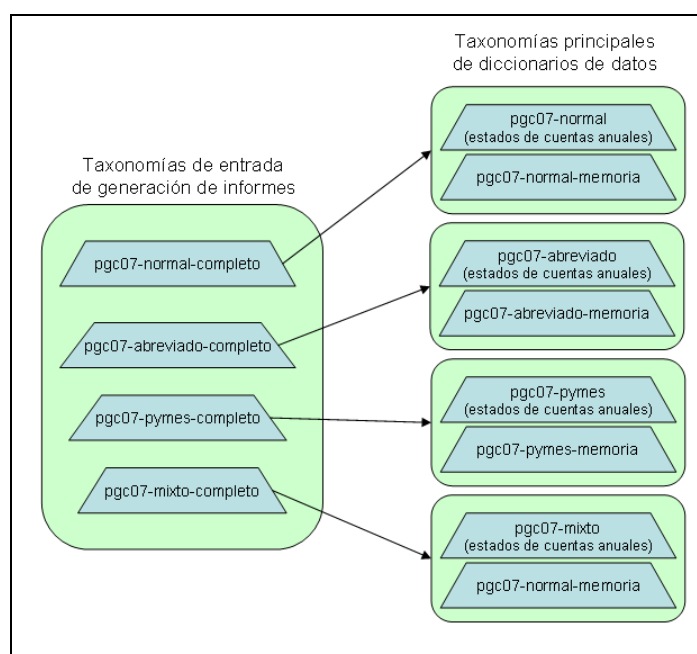 Taxonomías principales
de diccionarios de datos
pgc07-normal
(estados de cuentas anuales)
pgc07-normal-memoria
Taxonomías de entrada
de generación de informes
pgc07-normal-completo
pgc07-abreviado-completo
pgc07-pymes-completo
pgc07-mixto-completo
pgc07-abreviado
(estados de cuentas anuales)
pgc07-abreviado-memoria
pgc07-pymes
(estados de cuentas anuales)
pgc07-pymes-memoria
pgc07-mixto
(estados de cuentas anuales)
pgc07-normal-memoria